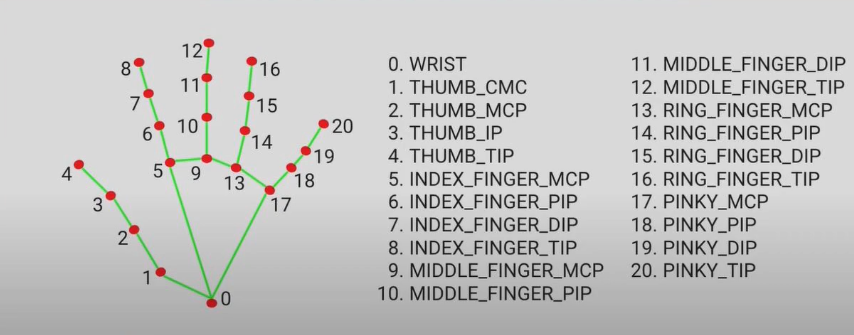 12
8
16
11
7
15
10
6
14
20
4
5
9
13
19
18
3
17
2
1
0
0. WRIST
1. THUMB_CMC
2. THUMB_MCP
3. THUMB_IP
4. THUMB_TIP
5. INDEX_FINGER_MCP
6. INDEX_FINGER_PIP
7. INDEX_FINGER_DIP
8. INDEX_FINGER_TIP
9. MIDDLE_FINGER_MCP
10. MIDDLE_FINGER_PIP
11. MIDDLE_FINGER_DIP
12. MIDDLE_FINGER_TIP
13. RING_FINGER_MCP
14. RING_FINGER_PIP
15. RING_FINGER_DIP
16. RING_FINGER_TIP
17. PINKY_MCP
18. PINKY_PIP
19. PINKY_DIP
20. PINKY_TIP